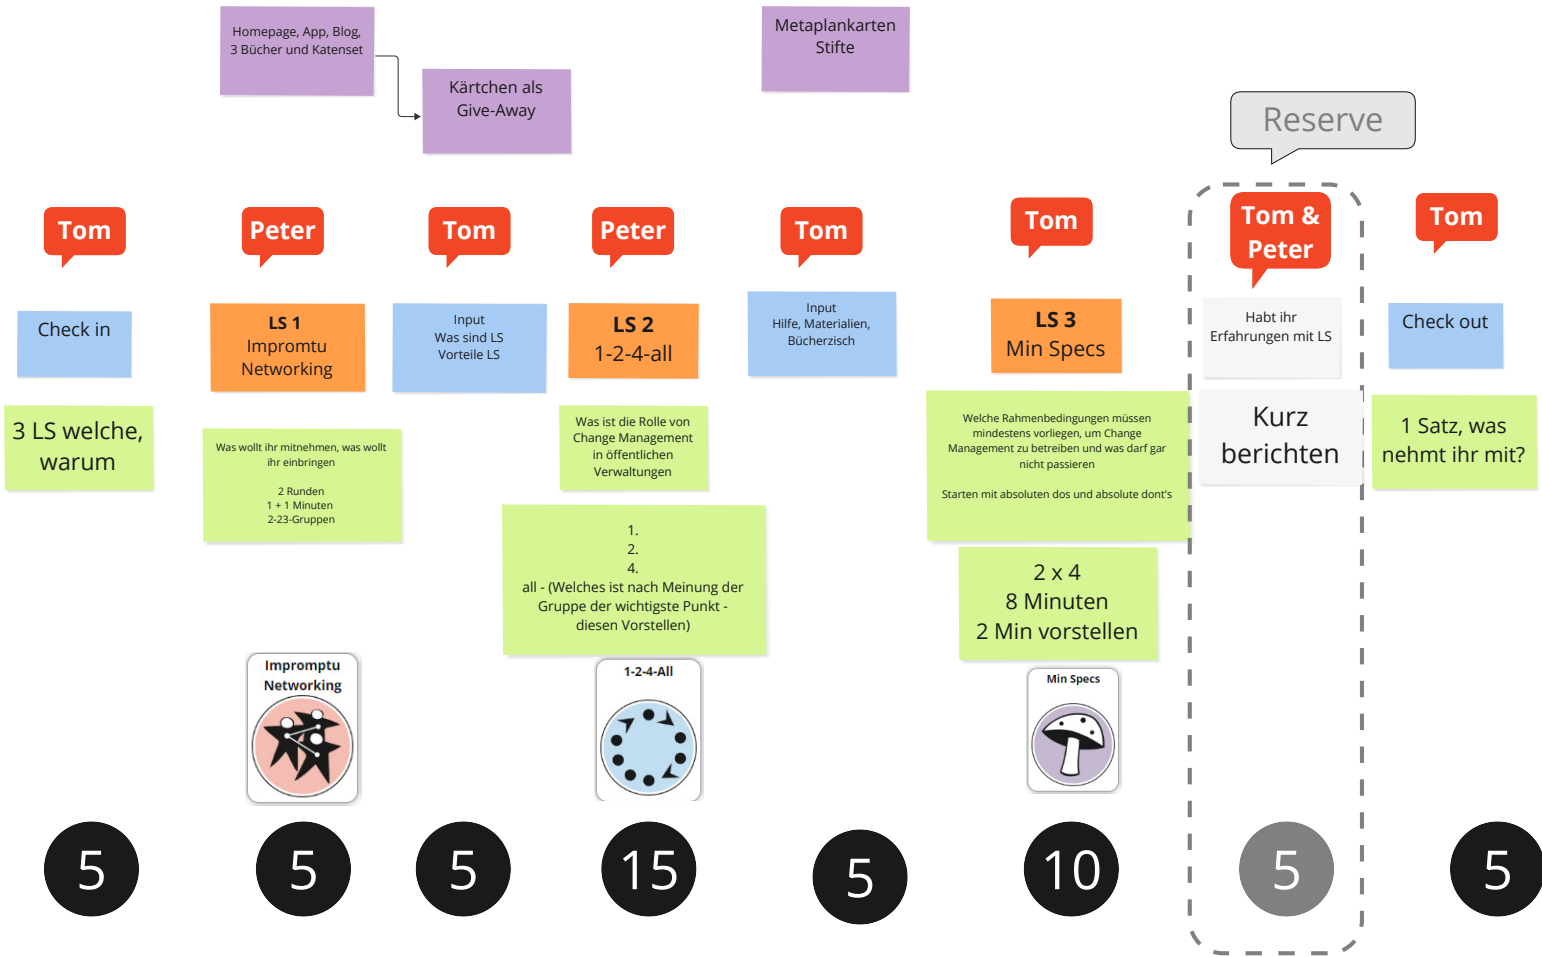 Homepage, App, Blog,
3 Bücher und Katenset
Kärtchen als
Give-Away
Metaplankarten
Stifte
Reserve
Tom
Peter
Tom
Peter
Tom
Tom
Tom &
Peter
Tom
Check in
LS 1
Impromtu
Networking
Input
Was sind LS
Vorteile LS
LS 2
1-2-4-all
Input
Hilfe, Materialien,
Bücherzisch
LS 3
Min Specs
Habt ihr
Erfahrungen mit LS
Check out
3 LS welche,
warum
Was wollt ihr mitnehmen, was wollt
ihr einbringen
2 Runden
1 + 1 Minuten
2-23-Gruppen
Was ist die Rolle von
Change Management
in öffentlichen
Verwaltungen
1.
2.
4.
all - (Welches ist nach Meinung der
Gruppe der wichtigste Punkt -
diesen Vorstellen)
Welche Rahmenbedingungen müssen
mindestens vorliegen, um Change
Management zu betreiben und was darf gar
nicht passieren
Starten mit absoluten dos und absolute dont's
2 x 4
8 Minuten
2 Min vorstellen
Kurz
berichten
1 Satz, was
nehmt ihr mit?
Impromptu
Networking
1-2-4-All
Min Specs
5
5
5
15
5
10
5
5